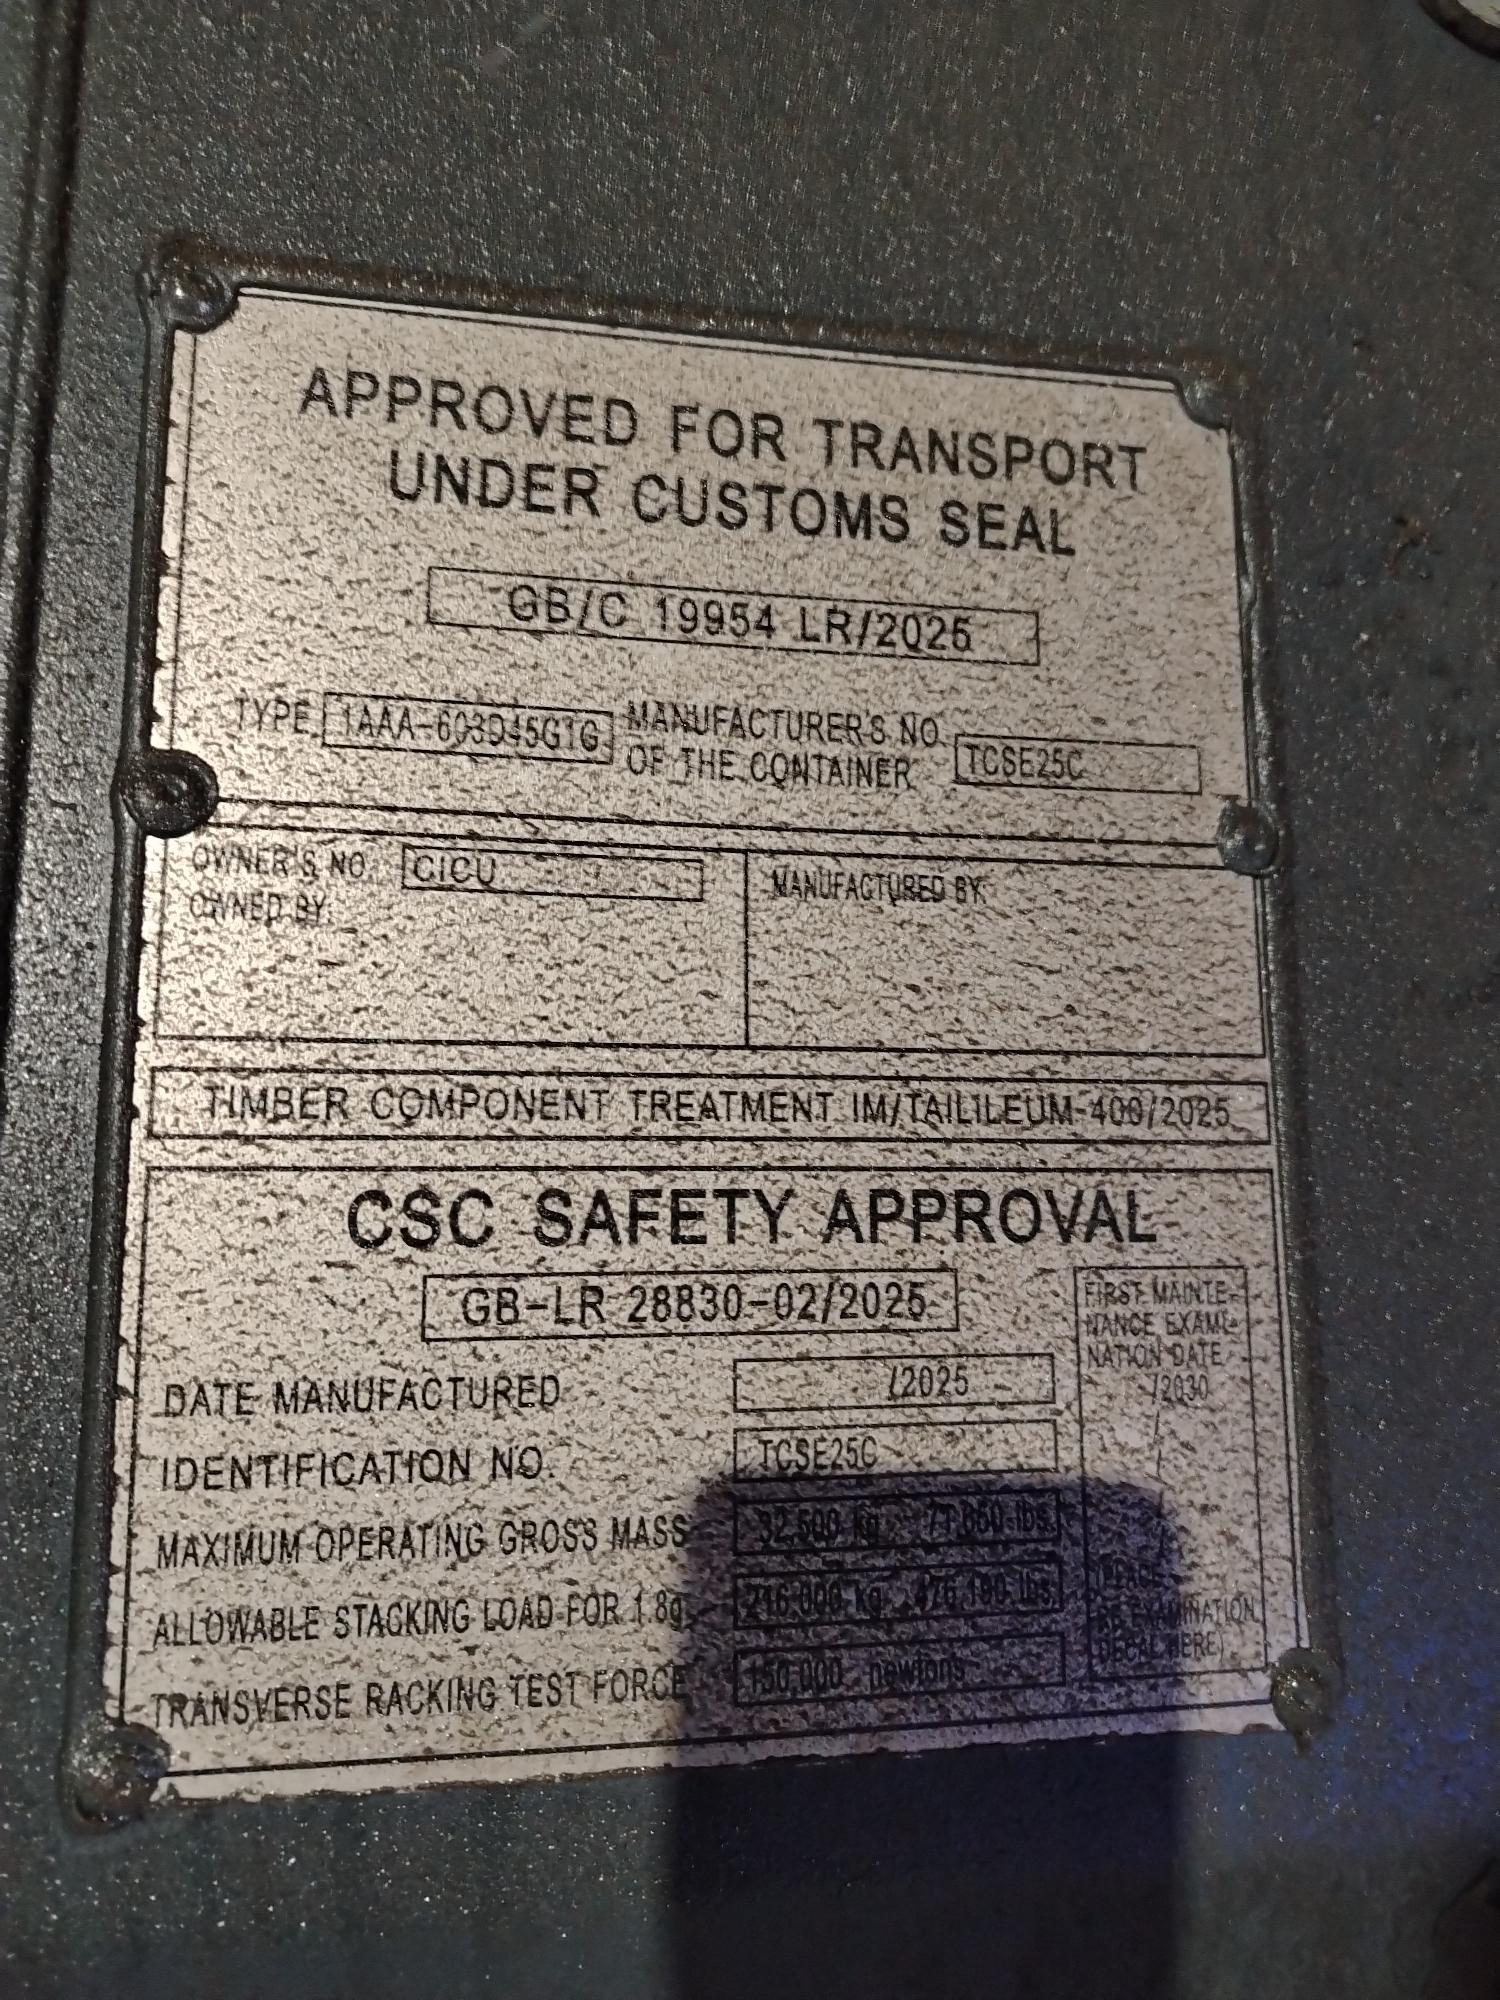 APPROVED FOR TRANSPORT
UNDER CUSTOMS SEAL
GB/C 19954 LR/2025
TYPE 1AAA-603D45G1G MANUFACTURER'S NO.
OF THE CONTAINER TCSE25C
OWNER'S NO. CICU
OWNED BY:
MANUFACTURED BY:
TIMBER COMPONENT TREATMENT IM/TAILILEUM-400/2025
CSC SAFETY APPROVAL
GB-LR 28830-02/2025
DATE MANUFACTURED /2025
IDENTIFICATION NO. TCSE25C
MAXIMUM OPERATING GROSS MASS 32,500 kg 71,650 lbs
ALLOWABLE STACKING LOAD FOR 1.8g 216,000 kg 476,190 lbs
TRANSVERSE RACKING TEST FORCE 150,000 newtons
FIRST MAINTE-
NANCE EXAMI-
NATION DATE
/2030
(PLACE
RE-EXAMINATION
DECAL HERE)